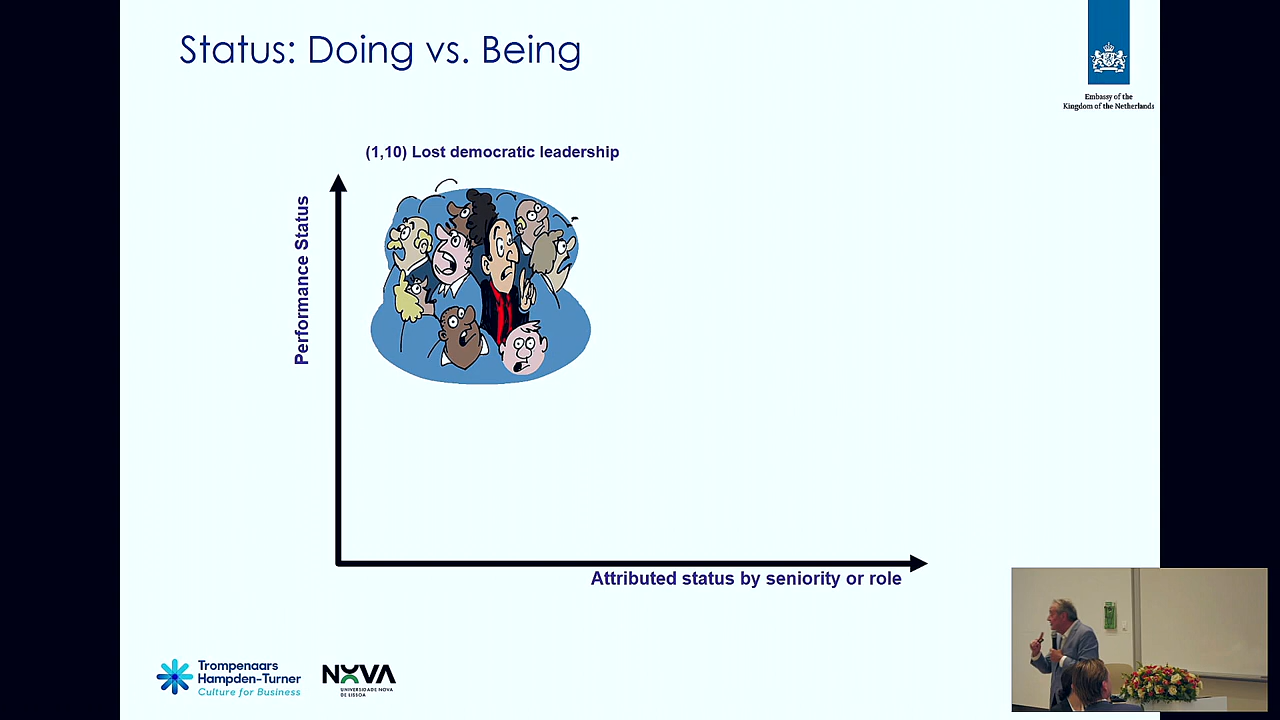 Status: Doing vs. Being
Embassy of the
Kingdom of the Netherlands
(1,10) Lost democratic leadership
Performance Status
Attributed status by seniority or role
Trompenaars
Hampden-Turner
Culture for Business
NOVA
UNIVERSIDADE NOVA
DE LISBOA